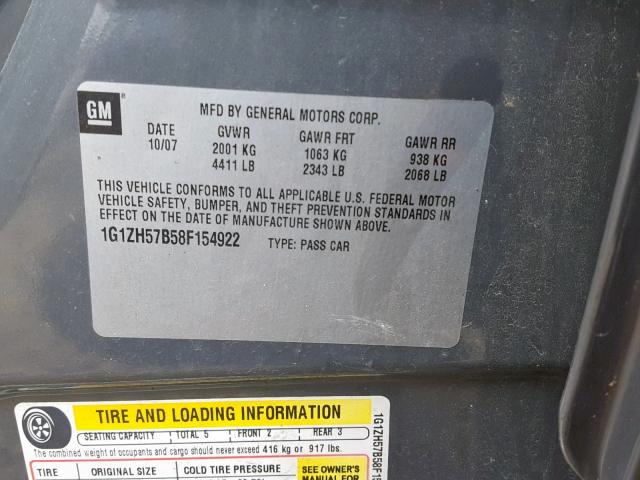 GM
MFD BY GENERAL MOTORS CORP.
DATE GVWR GAWR FRT GAWR RR
10/07 2001 KG 1063 KG 938 KG
4411 LB 2343 LB 2068 LB
THIS VEHICLE CONFORMS TO ALL APPLICABLE U.S. FEDERAL MOTOR
VEHICLE SAFETY, BUMPER, AND THEFT PREVENTION STANDARDS IN
EFFECT ON THE DATE OF MANUFACTURE SHOWN ABOVE.
1G1ZH57B58F154922 TYPE: PASS CAR
TIRE AND LOADING INFORMATION
SEATING CAPACITY TOTAL 5 FRONT 2 REAR 3
The combined weight of occupants and cargo should never exceed 416 kg or 917 lbs.
TIRE ORIGINAL SIZE COLD TIRE PRESSURE SEE OWNER'S
MANUAL FOR
1G1ZH57B58F15